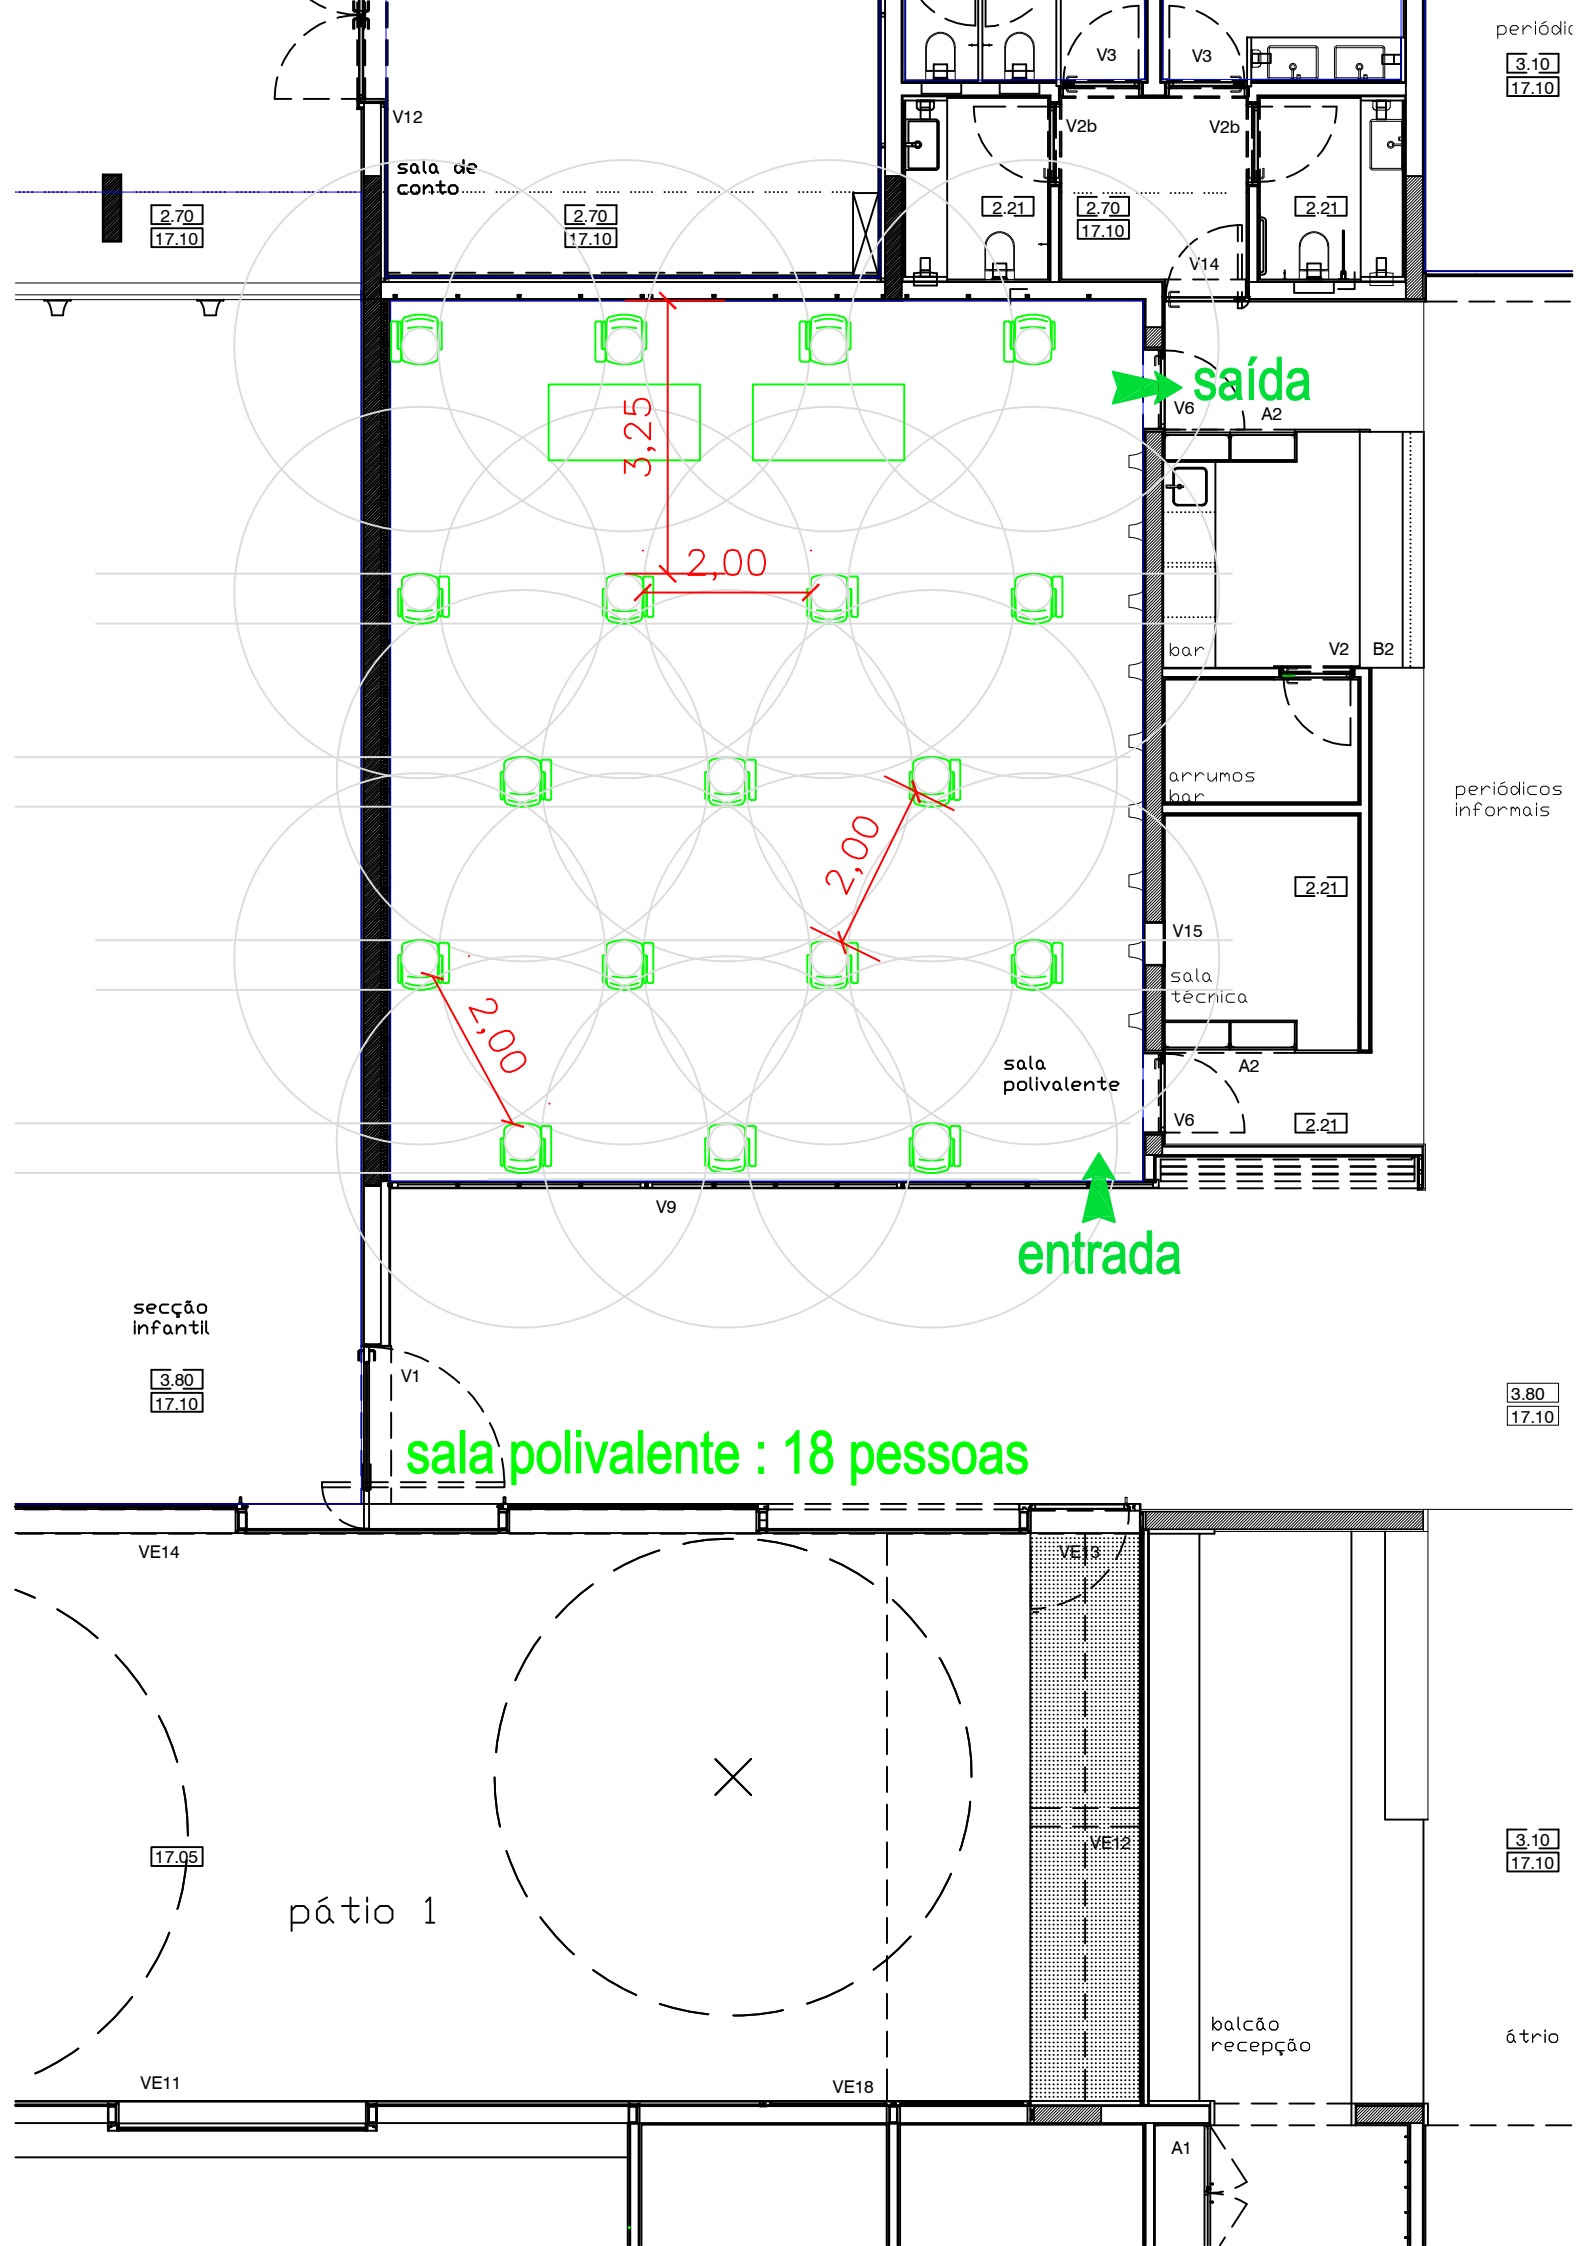 periódic
3.10
17.10
V3
V3
V12
V2b
V2b
sala de
conto
2.70
17.10
2.70
17.10
2.21
2.70
17.10
2.21
V14
saída
V6
A2
3,25
2,00
bar
V2
B2
arrumos
bar
periódicos
informais
2,00
2.21
V15
sala
técnica
2,00
sala
polivalente
A2
V6
2.21
V9
entrada
secção
infantil
3.80
17.10
V1
3.80
17.10
sala polivalente : 18 pessoas
VE14
VE13
17.05
VE12
3.10
17.10
pátio 1
balcão
recepção
átrio
VE11
VE18
A1